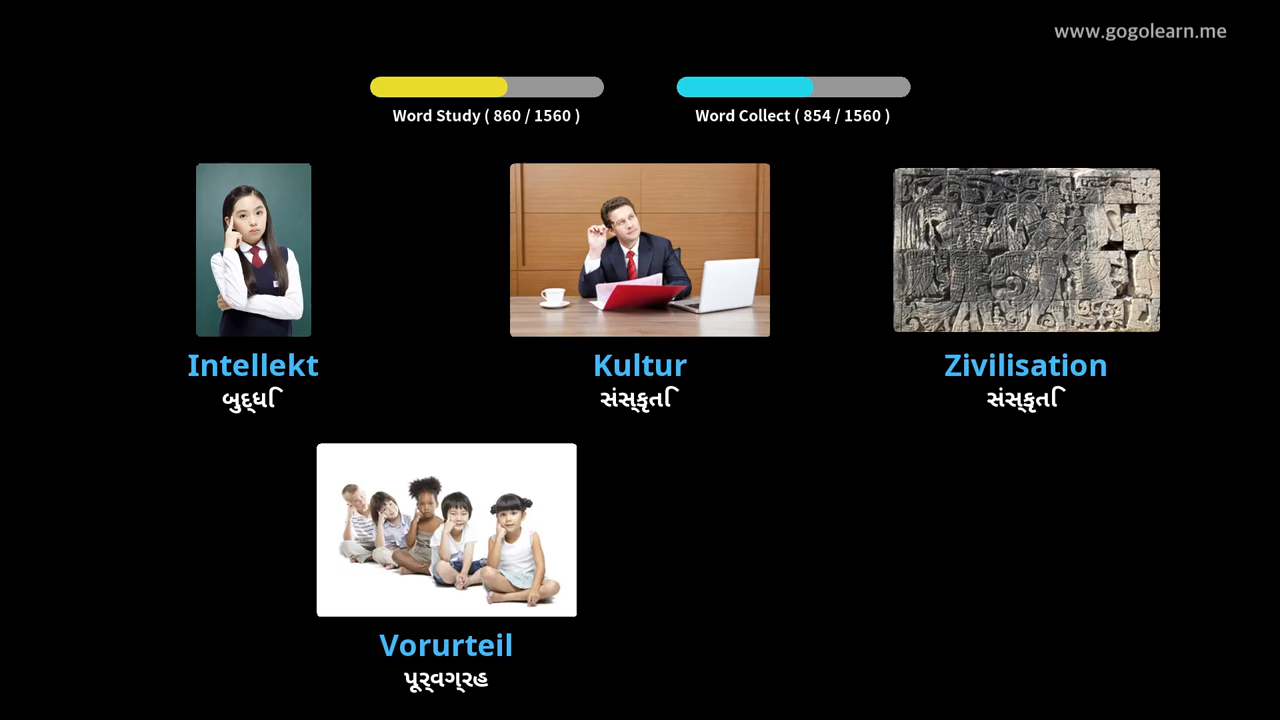 www.gogolearn.me
Word Study ( 860 / 1560 )
Word Collect ( 854 / 1560 )
Intellekt
બુદ્ધિ
Kultur
સંસ્કૃતિ
Zivilisation
સંસ્કૃતિ
Vorurteil
પૂર્વગ્રહ